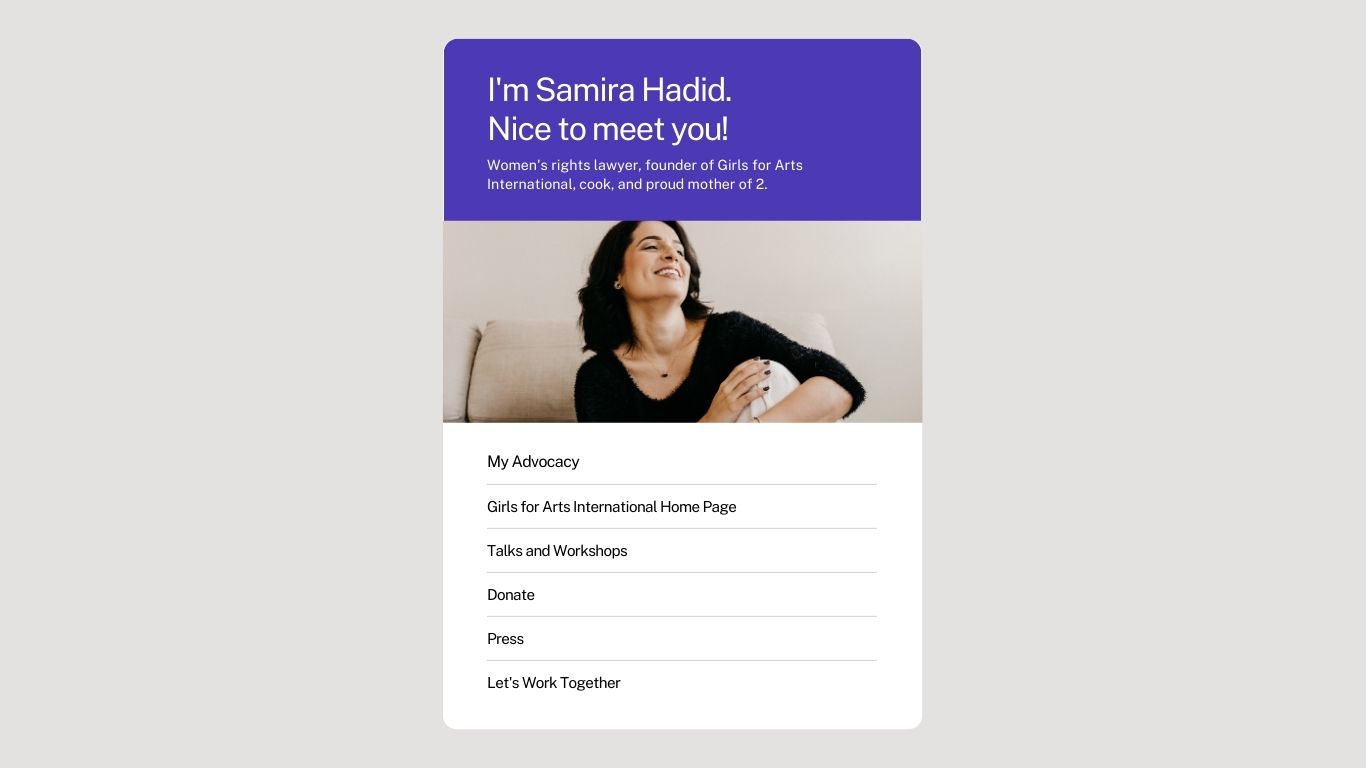 I'm Samira Hadid.
Nice to meet you!
Women's rights lawyer, founder of Girls for Arts
International, cook, and proud mother of 2.
My Advocacy
Girls for Arts International Home Page
Talks and Workshops
Donate
Press
Let's Work Together